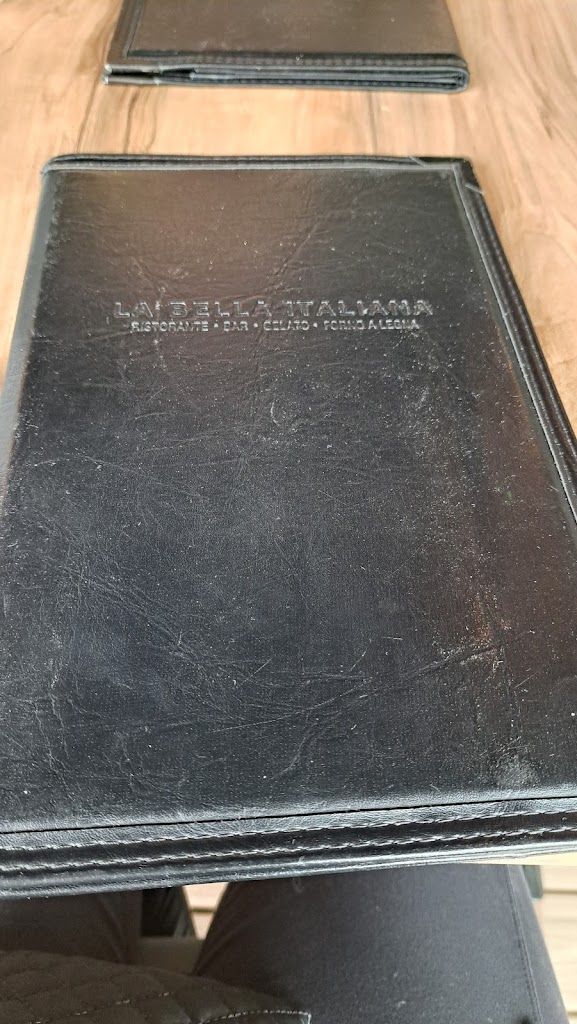 LA BELLA ITALIANA
RISTORANTE • BAR • GELATO • FORNO A LEGNA